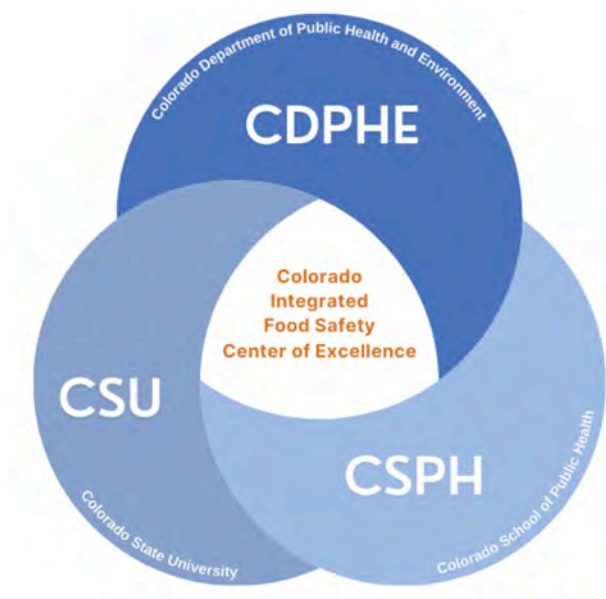 Colorado Department of Public Health and Environment
CDPHE
Colorado
Integrated
Food Safety
Center of Excellence
CSU
CSPH
Colorado State University
Colorado School of Public Health